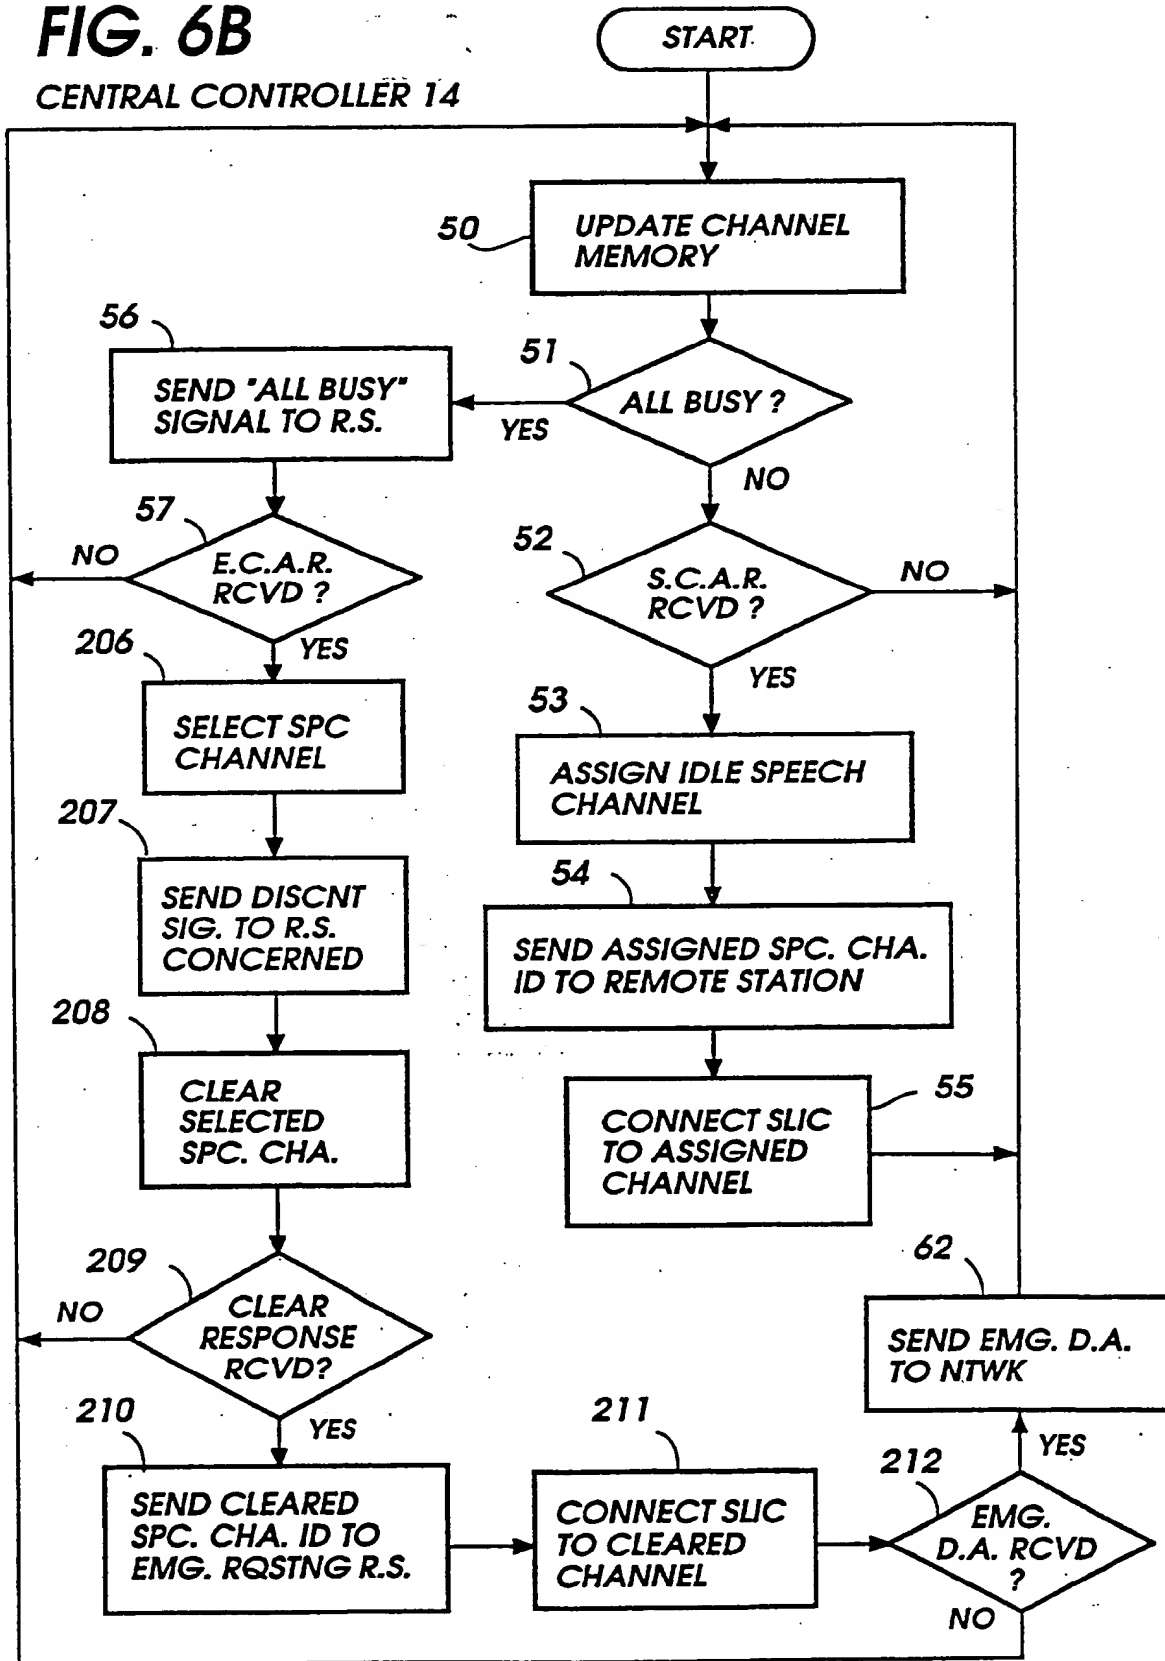 FIG. 6B
CENTRAL CONTROLLER 14
START
50
UPDATE CHANNEL
MEMORY
51
ALL BUSY ?
YES
NO
56
SEND "ALL BUSY"
SIGNAL TO R.S.
57
E.C.A.R.
RCVD ?
NO
YES
52
S.C.A.R.
RCVD ?
NO
YES
206
SELECT SPC
CHANNEL
53
ASSIGN IDLE SPEECH
CHANNEL
207
SEND DISCNT
SIG. TO R.S.
CONCERNED
54
SEND ASSIGNED SPC. CHA.
ID TO REMOTE STATION
208
CLEAR
SELECTED
SPC. CHA.
55
CONNECT SLIC
TO ASSIGNED
CHANNEL
209
CLEAR
RESPONSE
RCVD?
NO
YES
62
SEND EMG. D.A.
TO NTWK
210
SEND CLEARED
SPC. CHA. ID TO
EMG. RQSTNG R.S.
211
CONNECT SLIC
TO CLEARED
CHANNEL
212
EMG.
D.A. RCVD
?
YES
NO